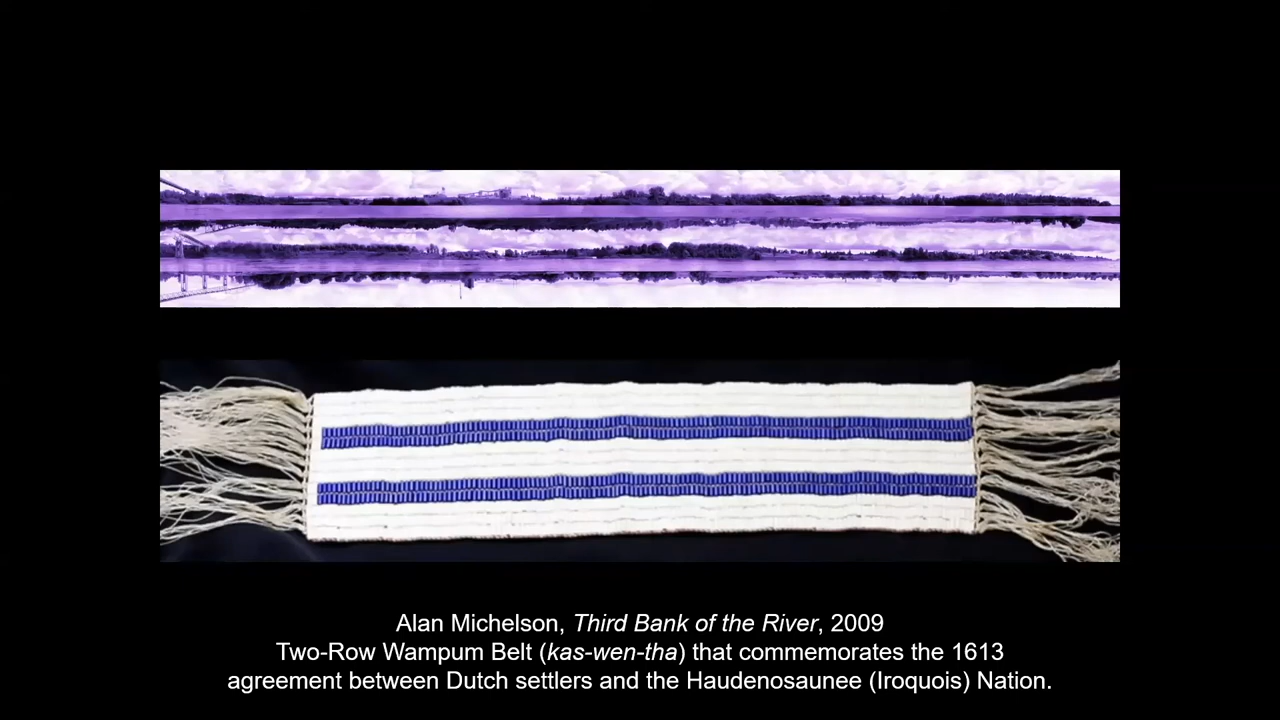 Alan Michelson, Third Bank of the River, 2009
Two-Row Wampum Belt (kas-wen-tha) that commemorates the 1613
agreement between Dutch settlers and the Haudenosaunee (Iroquois) Nation.